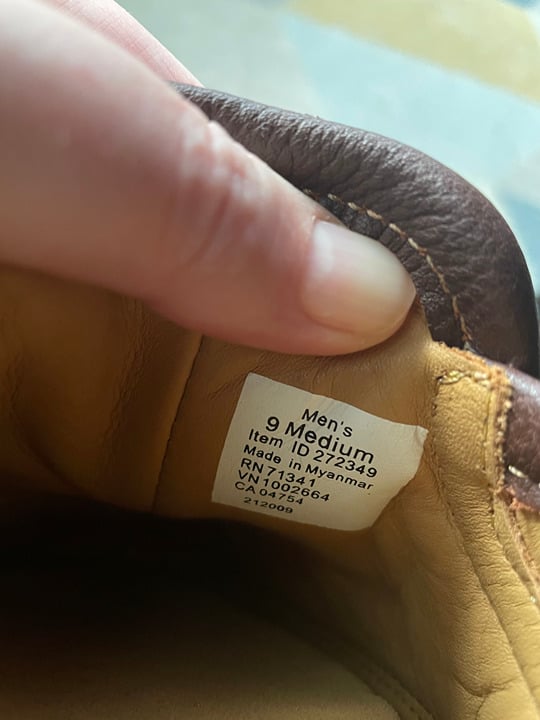 Men's
9 Medium
Item ID 272349
Made in Myanmar
RN 71341
VN 1002664
CA 04754
212009